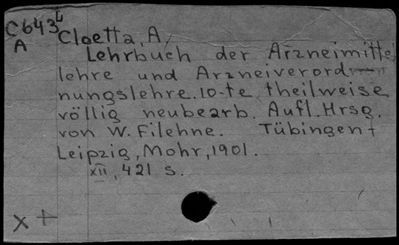 C643L Cloetta, A.
A
Lehrbuch der Arzneimittel
lehre und Arzneiverord.-
nungslehre. 10-te theilweise
völlig neubearb. Aufl. Hrsg.
von W. Filehne. Tübingen +
Leipzig, Mohr, 1901.
XII, 421 s.
X +